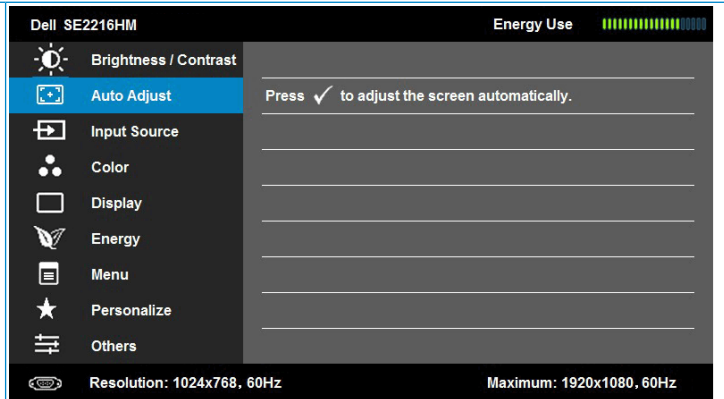 Dell SE2216HM Energy Use
Brightness / Contrast
Auto Adjust Press ✓ to adjust the screen automatically.
Input Source
Color
Display
Energy
Menu
Personalize
Others
Resolution: 1024x768, 60Hz Maximum: 1920x1080, 60Hz